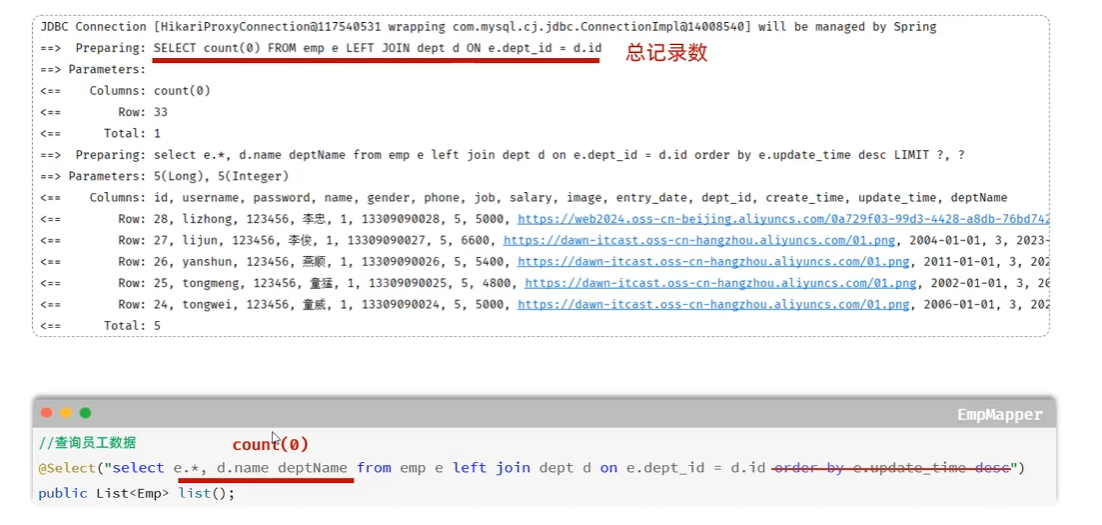 JDBC Connection [HikariProxyConnection@117540531 wrapping com.mysql.cj.jdbc.ConnectionImpl@14008540] will be managed by Spring
==>  Preparing: SELECT count(0) FROM emp e LEFT JOIN dept d ON e.dept_id = d.id 总记录数
==> Parameters:
<==    Columns: count(0)
<==        Row: 33
<==      Total: 1
==>  Preparing: select e.*, d.name deptName from emp e left join dept d on e.dept_id = d.id order by e.update_time desc LIMIT ?, ?
==> Parameters: 5(Long), 5(Integer)
<==    Columns: id, username, password, name, gender, phone, job, salary, image, entry_date, dept_id, create_time, update_time, deptName
<==        Row: 28, lizhong, 123456, 李忠, 1, 13309090028, 5, 5000, https://web2024.oss-cn-beijing.aliyuncs.com/0a729f03-99d3-4428-a8db-76bd742
<==        Row: 27, lijun, 123456, 李俊, 1, 13309090027, 5, 6600, https://dawn-itcast.oss-cn-hangzhou.aliyuncs.com/01.png, 2004-01-01, 3, 2023-
<==        Row: 26, yanshun, 123456, 燕顺, 1, 13309090026, 5, 5400, https://dawn-itcast.oss-cn-hangzhou.aliyuncs.com/01.png, 2011-01-01, 3, 202
<==        Row: 25, tongmeng, 123456, 童猛, 1, 13309090025, 5, 4800, https://dawn-itcast.oss-cn-hangzhou.aliyuncs.com/01.png, 2002-01-01, 3, 20
<==        Row: 24, tongwei, 123456, 童威, 1, 13309090024, 5, 5000, https://dawn-itcast.oss-cn-hangzhou.aliyuncs.com/01.png, 2006-01-01, 3, 202
<==      Total: 5
EmpMapper
//查询员工数据
count(0)
@Select("select e.*, d.name deptName from emp e left join dept d on e.dept_id = d.id order by e.update_time desc")
public List<Emp> list();